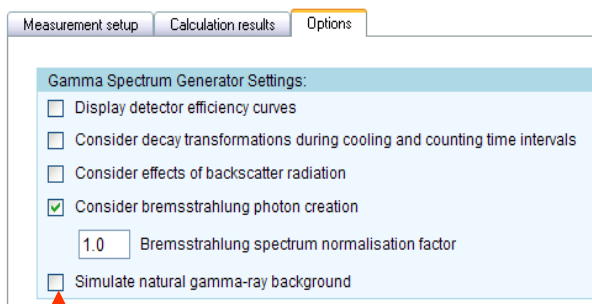 Measurement setup Calculation results Options
Gamma Spectrum Generator Settings:
Display detector efficiency curves
Consider decay transformations during cooling and counting time intervals
Consider effects of backscatter radiation
Consider bremsstrahlung photon creation
1.0 Bremsstrahlung spectrum normalisation factor
Simulate natural gamma-ray background